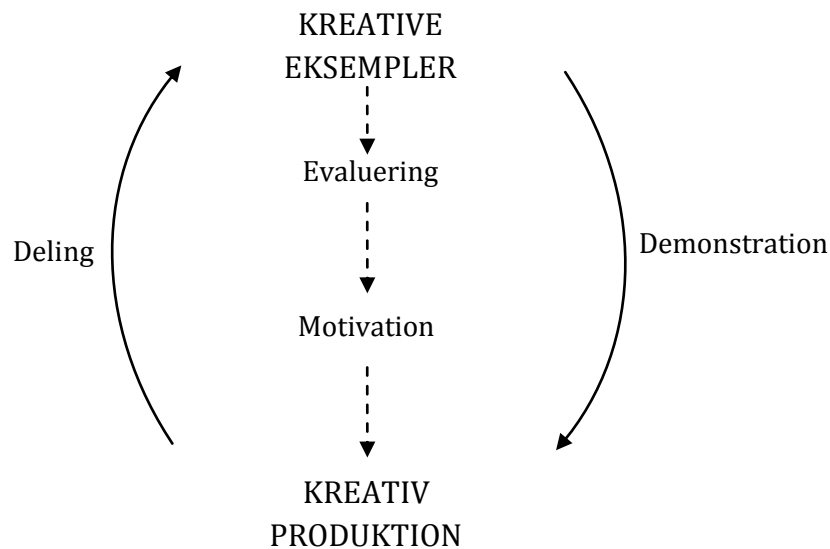 KREATIVE
EKSEMPLER
Evaluering
Deling
Demonstration
Motivation
KREATIV
PRODUKTION